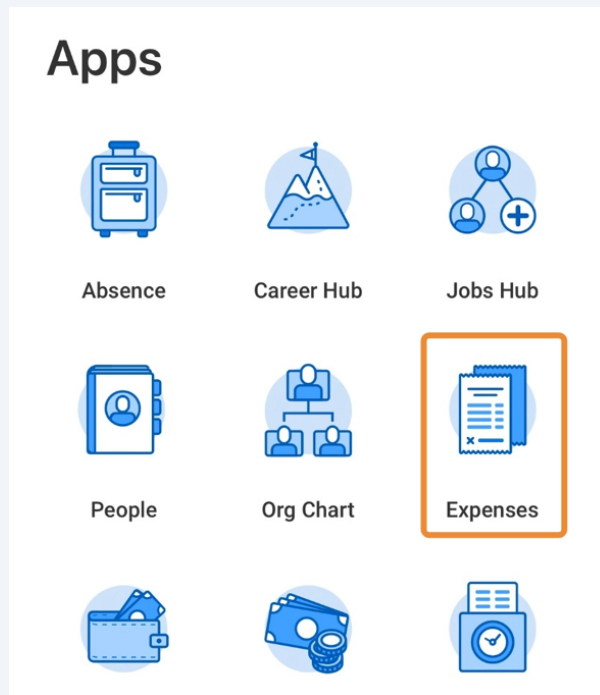 Apps
Absence
Career Hub
Jobs Hub
People
Org Chart
Expenses